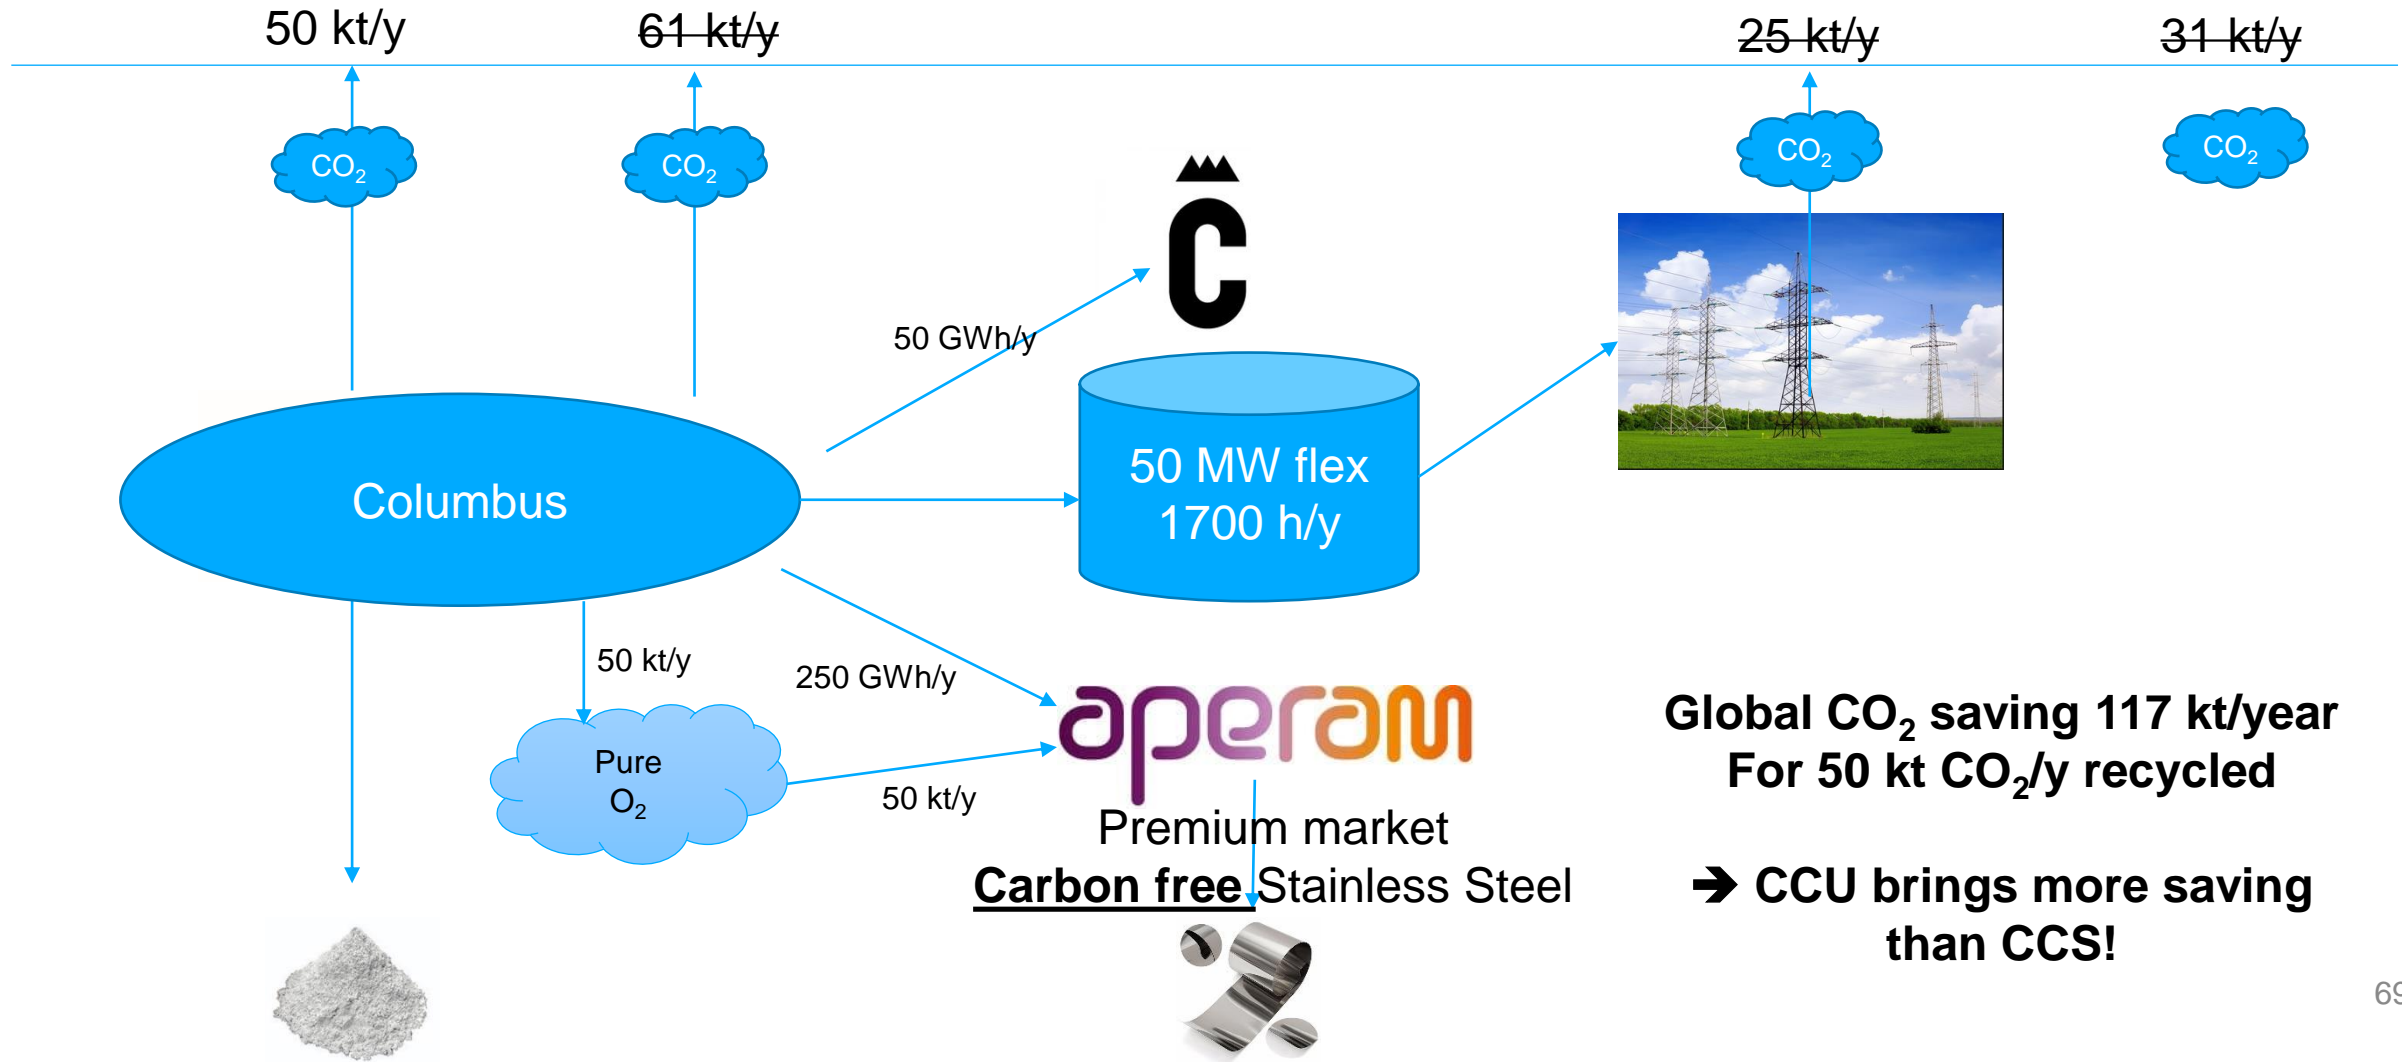 50 kt/y
61 kt/y
25 kt/y
31 kt/y
CO₂
CO₂
CO₂
CO₂
C
50 GWh/y
50 MW flex
1700 h/y
Columbus
50 kt/y
250 GWh/y
aperam
Pure
O₂
50 kt/y
Premium market
Carbon free Stainless Steel
Global CO₂ saving 117 kt/year
For 50 kt CO₂/y recycled
➔ CCU brings more saving
than CCS!
69